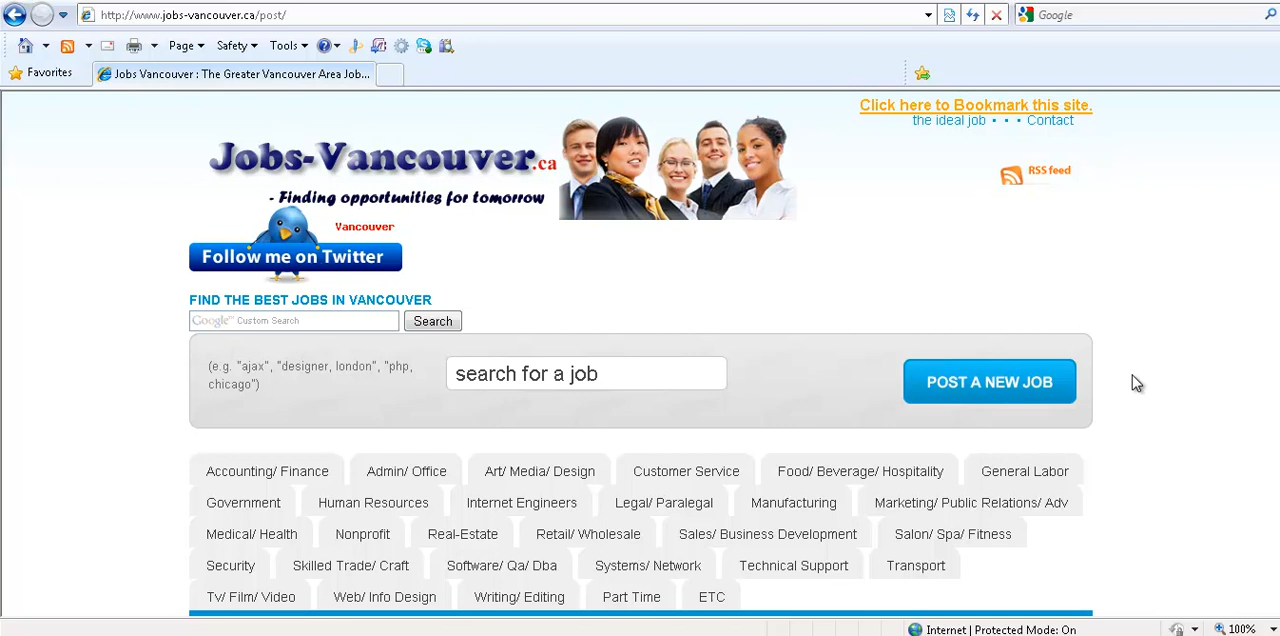 http://www.jobs-vancouver.ca/post/
Google
Page Safety Tools
Favorites
Jobs Vancouver : The Greater Vancouver Area Job...
Click here to Bookmark this site.
the ideal job • • • Contact
Jobs-Vancouver.ca
RSS feed
- Finding opportunities for tomorrow
Vancouver
Follow me on Twitter
FIND THE BEST JOBS IN VANCOUVER
Google™ Custom Search Search
(e.g. "ajax", "designer, london", "php,
chicago")
search for a job
POST A NEW JOB
Accounting/ Finance Admin/ Office Art/ Media/ Design Customer Service Food/ Beverage/ Hospitality General Labor
Government Human Resources Internet Engineers Legal/ Paralegal Manufacturing Marketing/ Public Relations/ Adv
Medical/ Health Nonprofit Real-Estate Retail/ Wholesale Sales/ Business Development Salon/ Spa/ Fitness
Security Skilled Trade/ Craft Software/ Qa/ Dba Systems/ Network Technical Support Transport
Tv/ Film/ Video Web/ Info Design Writing/ Editing Part Time ETC
Internet | Protected Mode: On 100%